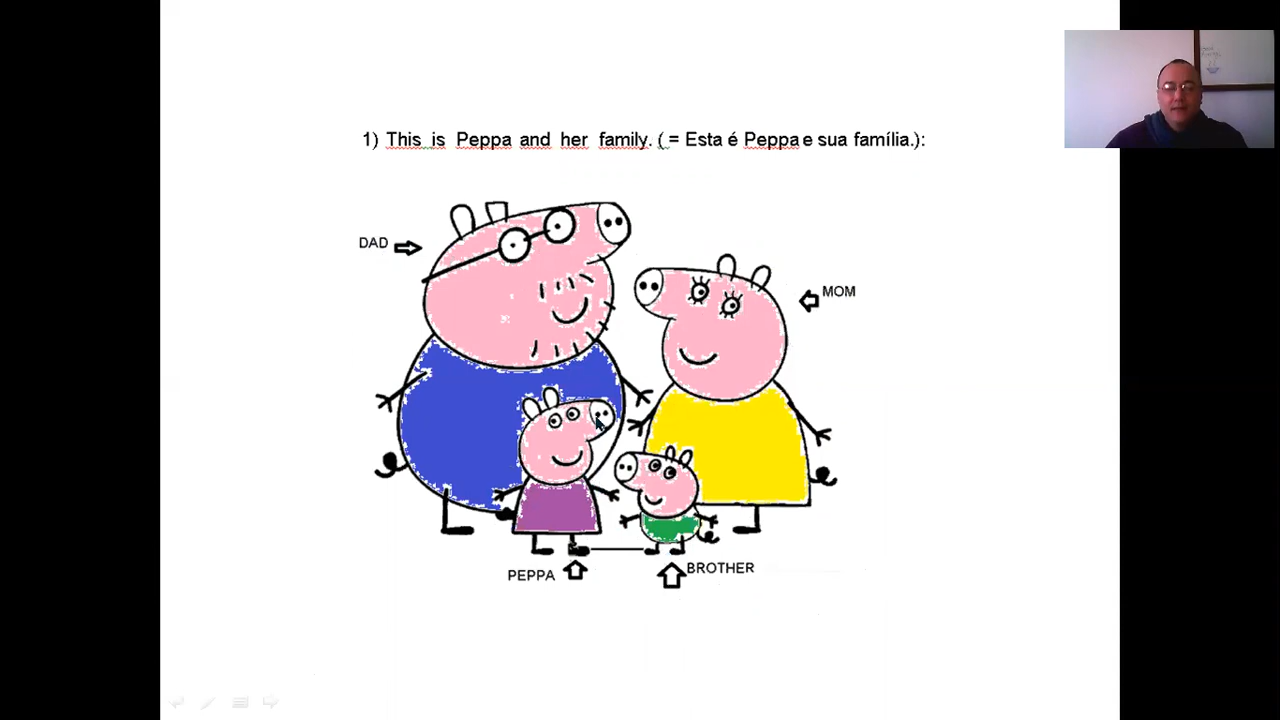 1) This is Peppa and her family. ( = Esta é Peppa e sua família.):
DAD
MOM
PEPPA
BROTHER